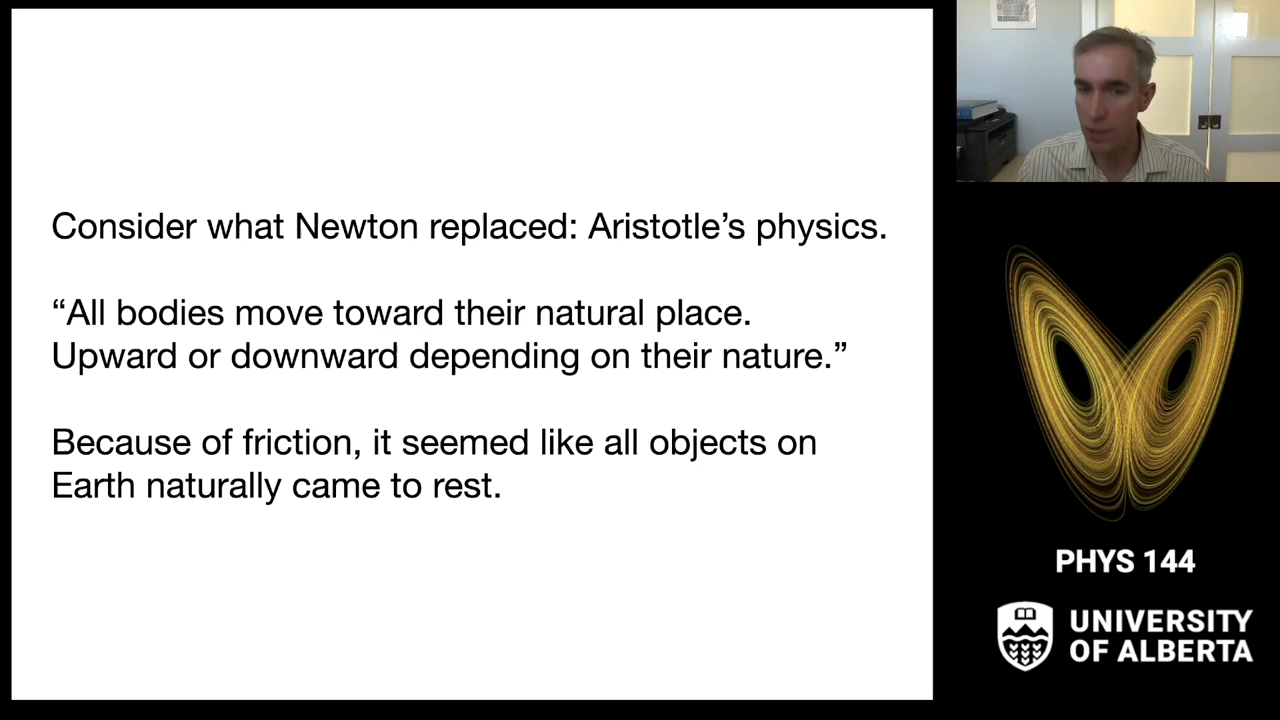 Consider what Newton replaced: Aristotle’s physics.
“All bodies move toward their natural place.
Upward or downward depending on their nature.”
Because of friction, it seemed like all objects on
Earth naturally came to rest.
PHYS 144
UNIVERSITY
OF ALBERTA